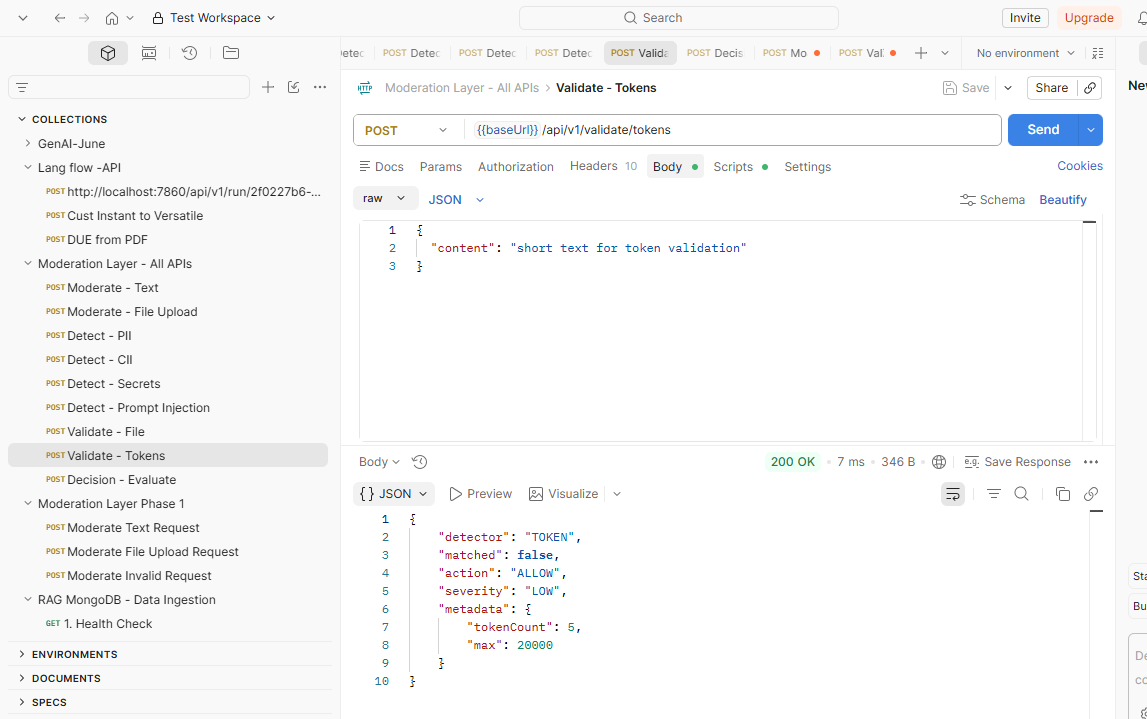 Test Workspace
Search
Invite
Upgrade
COLLECTIONS
GenAI-June
Lang flow -API
POST http://localhost:7860/api/v1/run/2f0227b6-...
POST Cust Instant to Versatile
POST DUE from PDF
Moderation Layer - All APIs
POST Moderate - Text
POST Moderate - File Upload
POST Detect - PII
POST Detect - CII
POST Detect - Secrets
POST Detect - Prompt Injection
POST Validate - File
POST Validate - Tokens
POST Decision - Evaluate
Moderation Layer Phase 1
POST Moderate Text Request
POST Moderate File Upload Request
POST Moderate Invalid Request
RAG MongoDB - Data Ingestion
GET 1. Health Check
ENVIRONMENTS
DOCUMENTS
SPECS
Detec POST Detec POST Detec POST Detec POST Valida POST Decis POST Mo POST Val No environment
HTTP Moderation Layer - All APIs > Validate - Tokens Save Share
POST {{baseUrl}}/api/v1/validate/tokens Send
Docs Params Authorization Headers 10 Body Scripts Settings Cookies
raw JSON Schema Beautify
1 {
2 "content": "short text for token validation"
3 }
Body 200 OK • 7 ms • 346 B e.g. Save Response
{} JSON Preview Visualize
1 {
2 "detector": "TOKEN",
3 "matched": false,
4 "action": "ALLOW",
5 "severity": "LOW",
6 "metadata": {
7 "tokenCount": 5,
8 "max": 20000
9 }
10 }
New
Sta
Bu
De
co